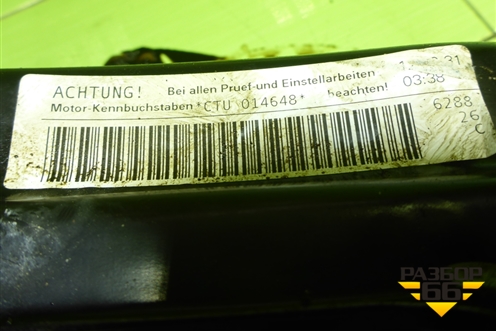 ACHTUNG! Bei allen Pruef-und Einstellarbeiten
Motor-Kennbuchstaben *CTU 014648* beachten! 03:38
6288
26
C
РАЗБОР
66